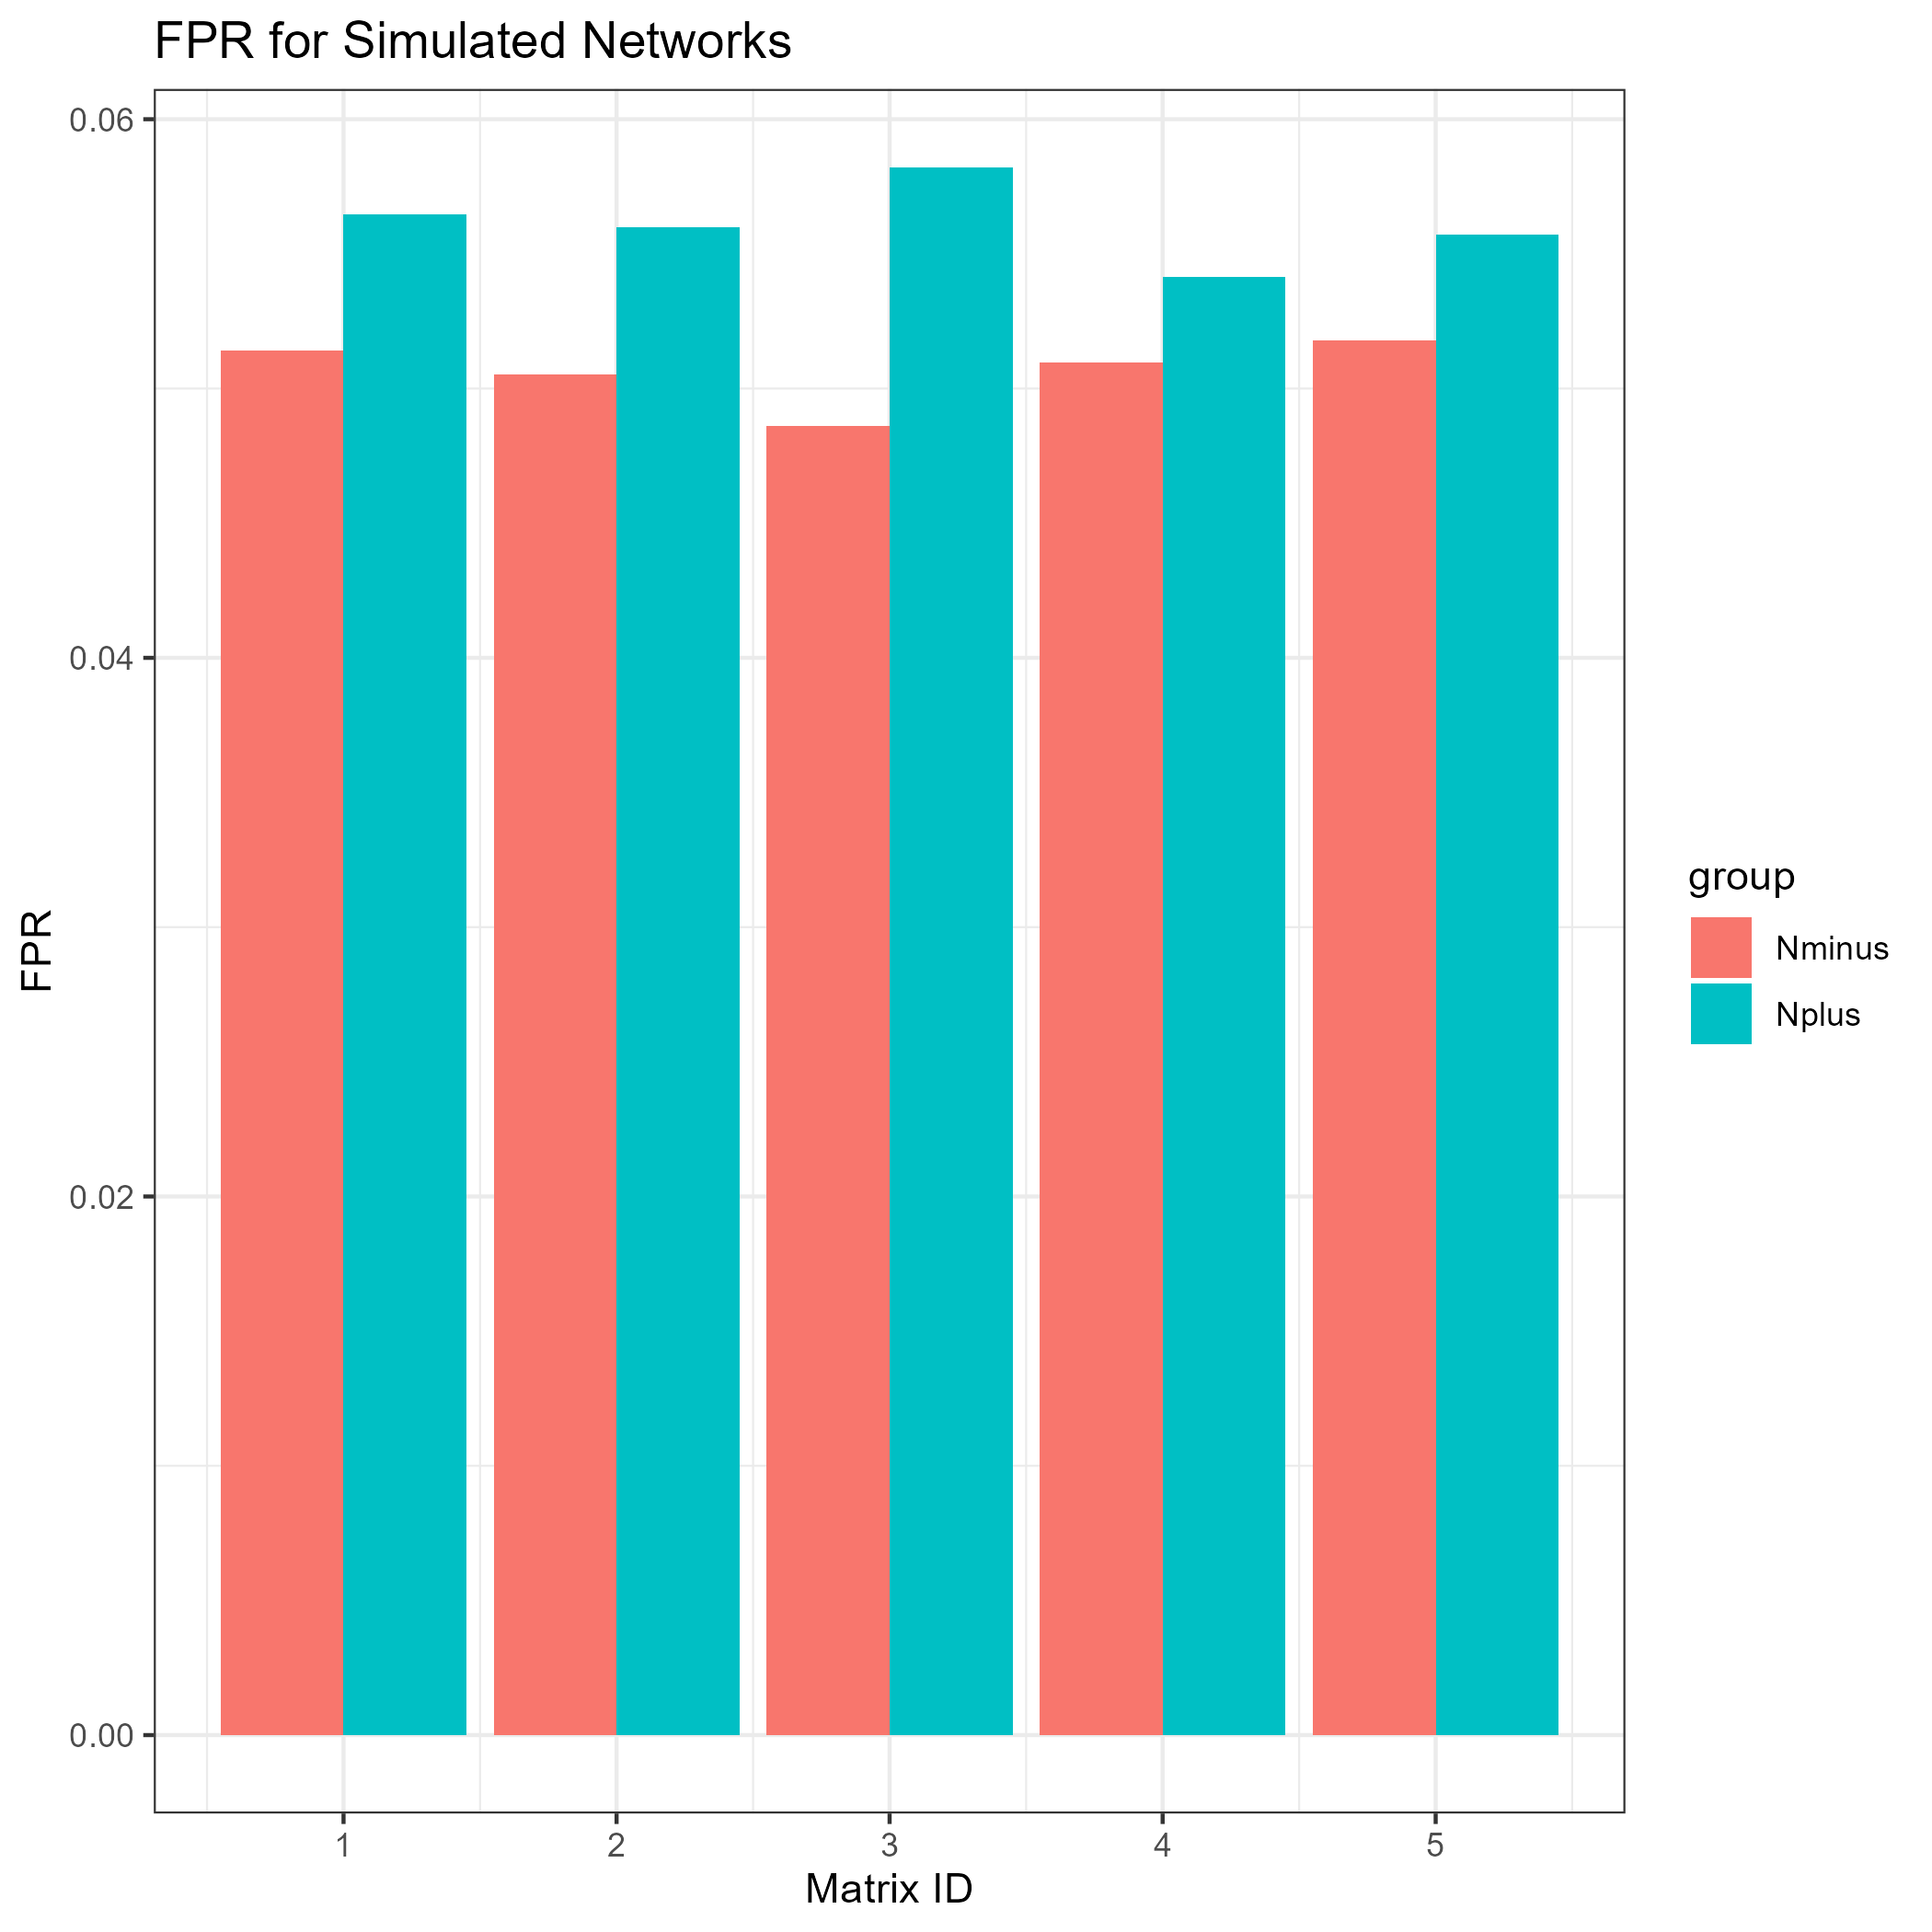 FPR for Simulated Networks
0.06
0.04
0.02
0.00
FPR
1 2 3 4 5
Matrix ID
group
Nminus
Nplus